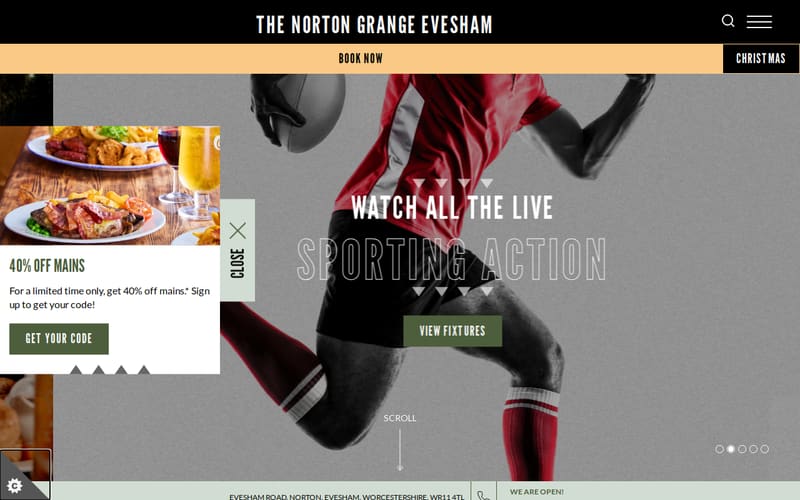 THE NORTON GRANGE EVESHAM
BOOK NOW
CHRISTMAS
WATCH ALL THE LIVE
SPORTING ACTION
VIEW FIXTURES
CLOSE
40% OFF MAINS
For a limited time only, get 40% off mains.* Sign
up to get your code!
GET YOUR CODE
SCROLL
EVESHAM ROAD, NORTON, EVESHAM, WORCESTERSHIRE, WR11 4TL
WE ARE OPEN!